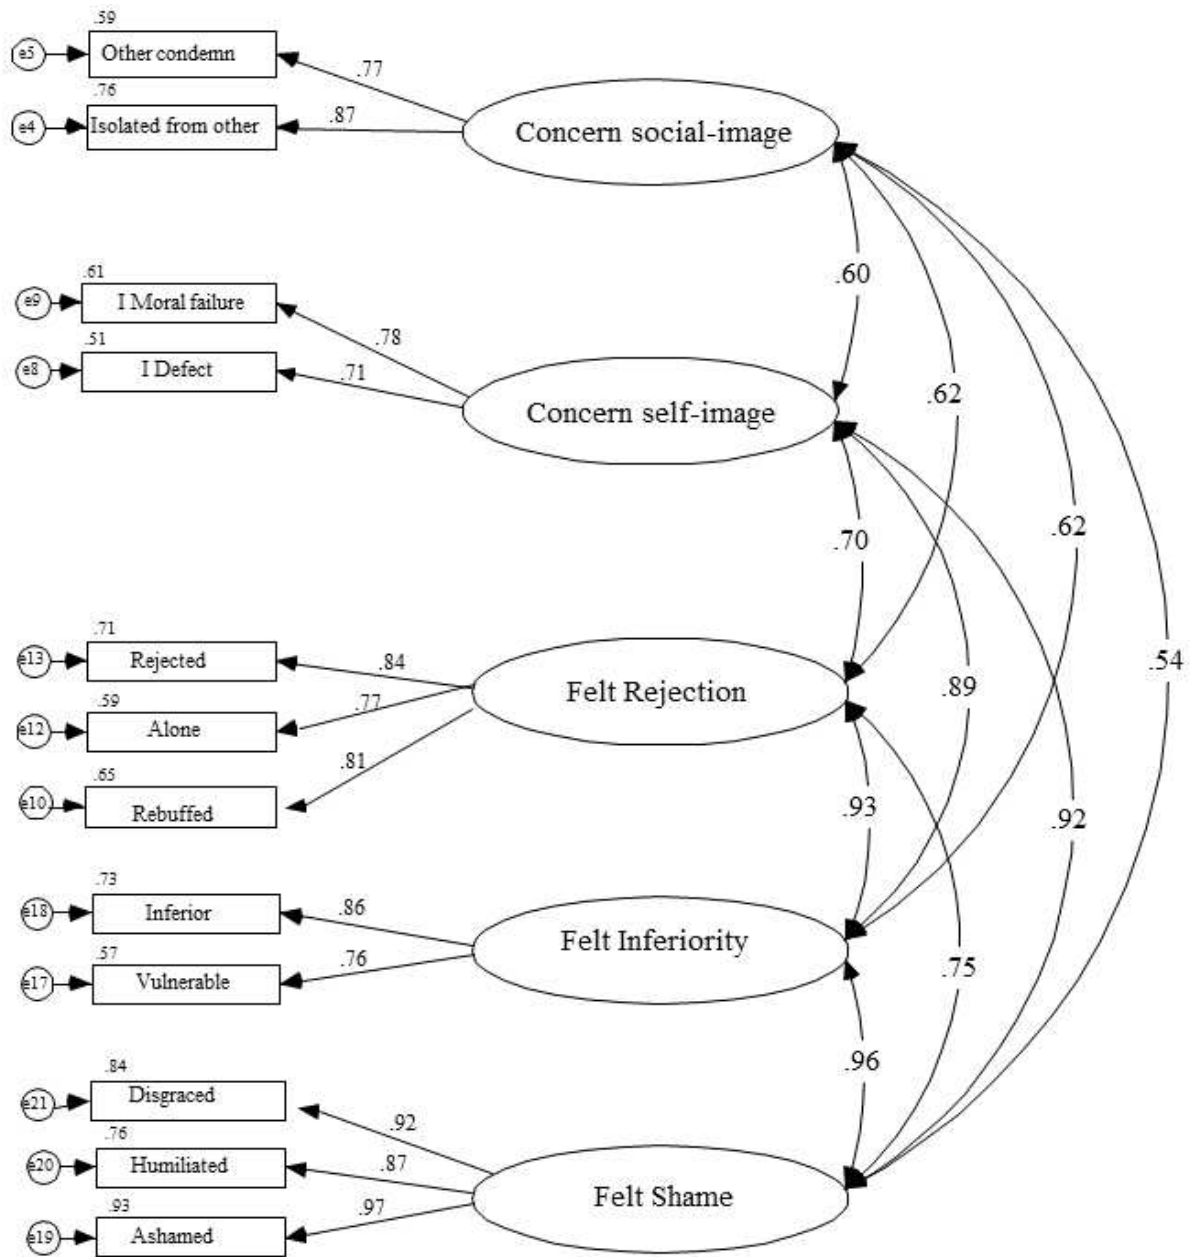 .59
e5
Other condemn
.77
.76
e4
Isolated from other
.87
Concern social-image
.60
.61
e9
I Moral failure
.78
.51
e8
I Defect
.71
Concern self-image
.62
.62
.70
.71
e13
Rejected
.84
.59
e12
Alone
.77
.65
e10
Rebuffed
.81
Felt Rejection
.89
.54
.93
.92
.73
e18
Inferior
.86
.57
e17
Vulnerable
.76
Felt Inferiority
.75
.96
.84
e21
Disgraced
.92
.76
e20
Humiliated
.87
.93
e19
Ashamed
.97
Felt Shame